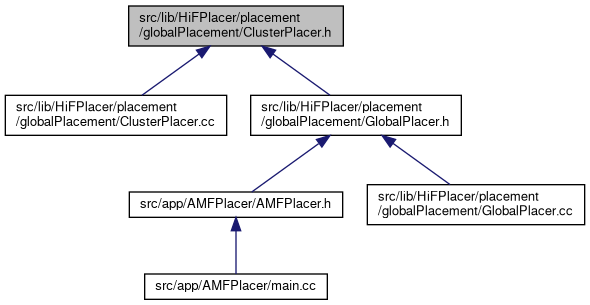 src/lib/HiFPlacer/placement
/globalPlacement/ClusterPlacer.h
src/lib/HiFPlacer/placement
/globalPlacement/ClusterPlacer.cc
src/lib/HiFPlacer/placement
/globalPlacement/GlobalPlacer.h
src/app/AMFPlacer/AMFPlacer.h
src/lib/HiFPlacer/placement
/globalPlacement/GlobalPlacer.cc
src/app/AMFPlacer/main.cc